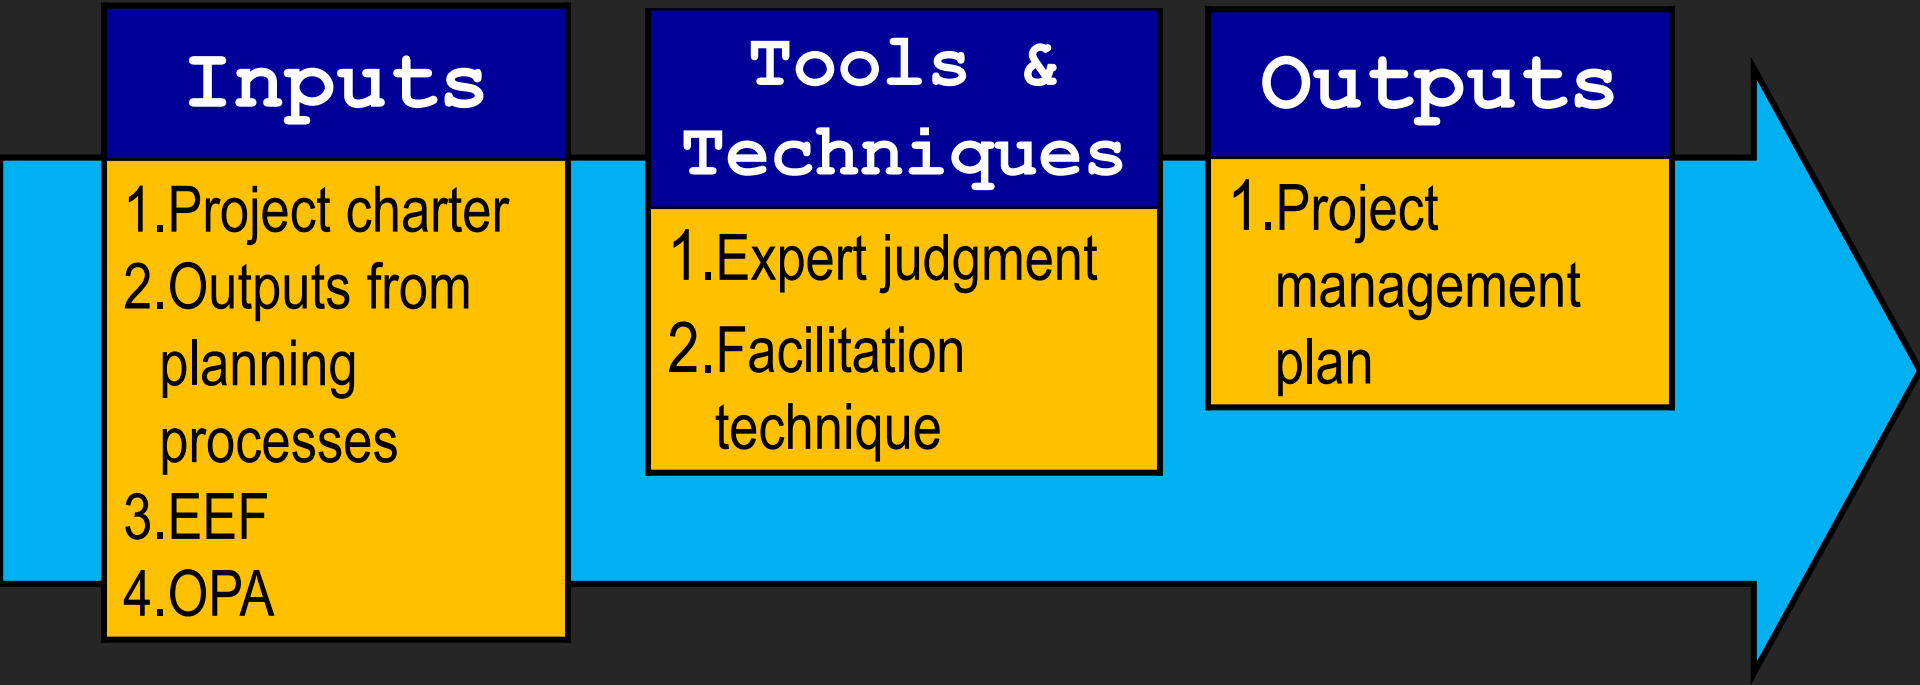 Inputs
1.Project charter
2.Outputs from
planning
processes
3.EEF
4.OPA
Tools &
Techniques
1.Expert judgment
2.Facilitation
technique
Outputs
1.Project
management
plan